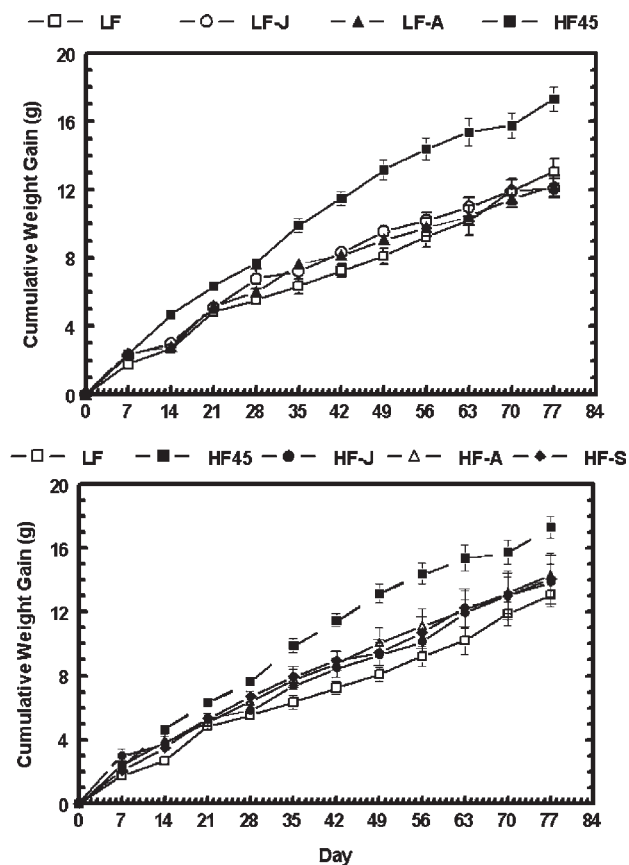 LF LF-J LF-A HF45
Cumulative Weight Gain (g)
20
16
12
8
4
0
0 7 14 21 28 35 42 49 56 63 70 77 84
LF HF45 HF-J HF-A HF-S
Cumulative Weight Gain (g)
20
16
12
8
4
0
0 7 14 21 28 35 42 49 56 63 70 77 84
Day